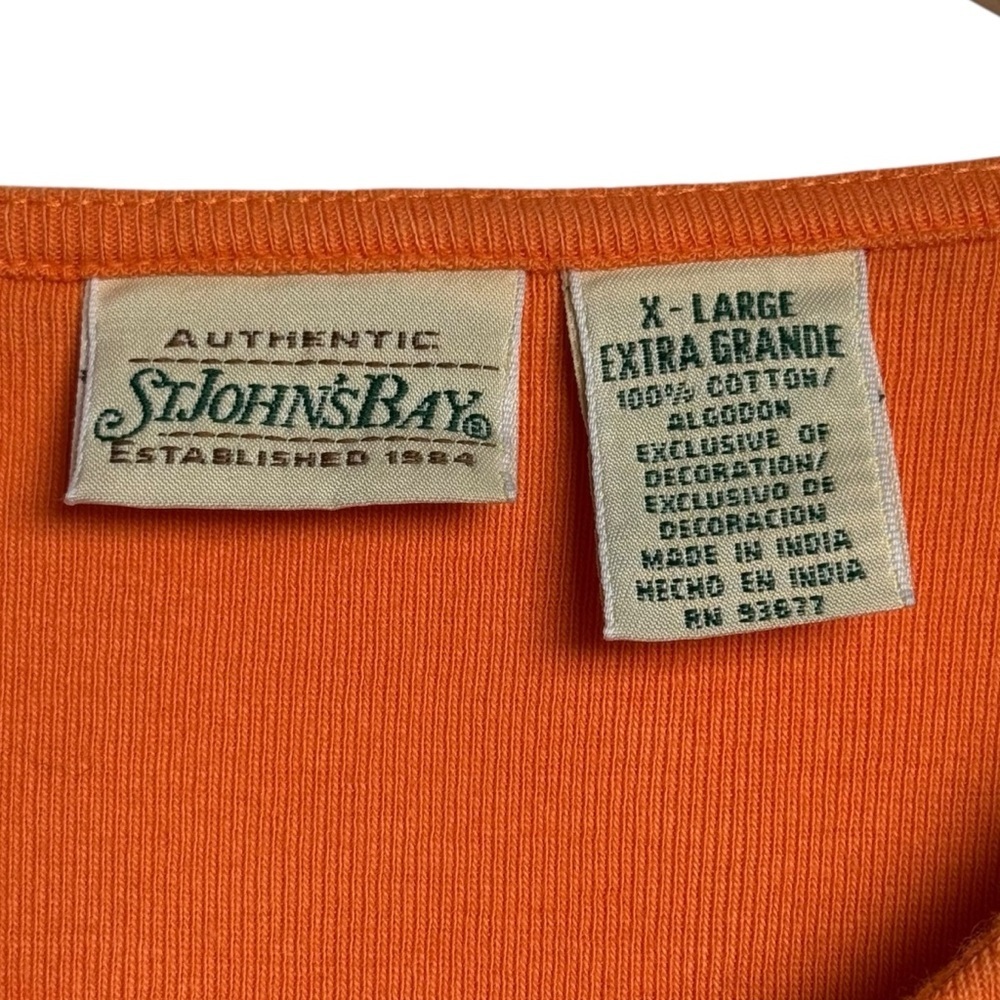 AUTHENTIC
ST JOHN'S BAY®
ESTABLISHED 1984
X-LARGE
EXTRA GRANDE
100% COTTON/
ALGODON
EXCLUSIVE OF
DECORATION/
EXCLUSIVO DE
DECORACION
MADE IN INDIA
HECHO EN INDIA
RN 93677